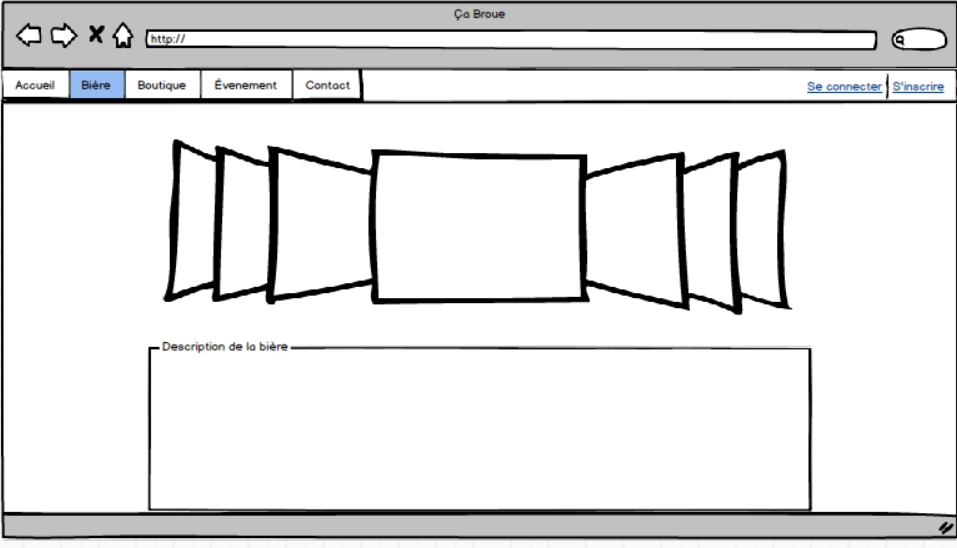 Ça Broue
http://
Accueil Bière Boutique Évenement Contact Se connecter S'inscrire
Description de la bière